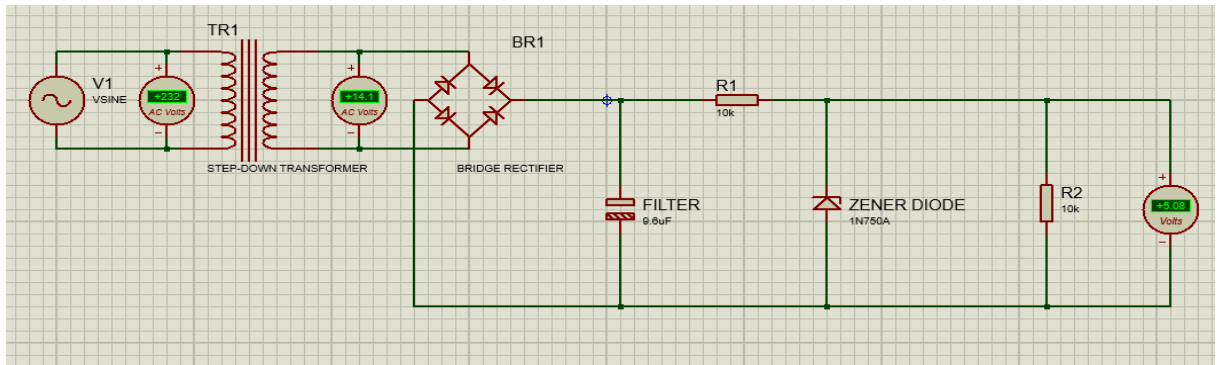 TR1
BR1
V1
VSINE
+
+232
AC Volts
−
+
+14.1
AC Volts
−
R1
10k
STEP-DOWN TRANSFORMER
BRIDGE RECTIFIER
FILTER
9.6uF
ZENER DIODE
1N750A
R2
10k
+
+5.08
Volts
−